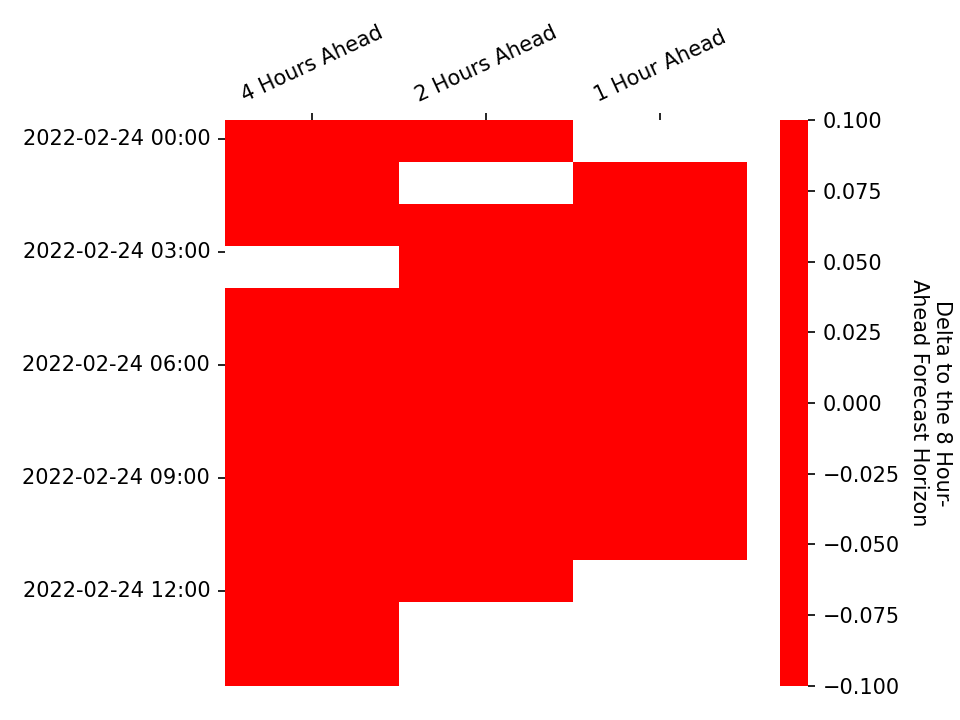 4 Hours Ahead
2 Hours Ahead
1 Hour Ahead
2022-02-24 00:00
2022-02-24 03:00
2022-02-24 06:00
2022-02-24 09:00
2022-02-24 12:00
0.100
0.075
0.050
0.025
0.000
−0.025
−0.050
−0.075
−0.100
Delta to the 8 Hour-
Ahead Forecast Horizon